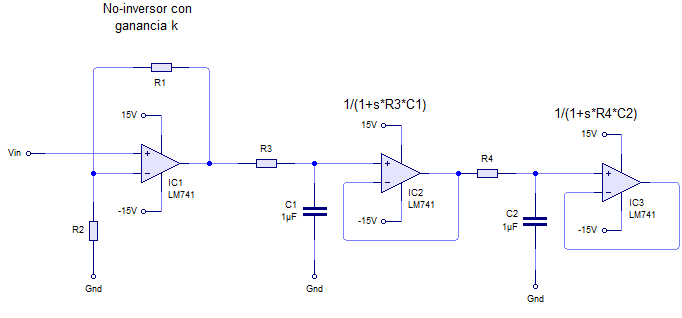 No-inversor con
ganancia k
R1
15V
Vin
IC1
LM741
-15V
R2
Gnd
R3
C1
1µF
Gnd
1/(1+s*R3*C1)
15V
IC2
LM741
-15V
R4
C2
1µF
Gnd
1/(1+s*R4*C2)
15V
IC3
LM741
-15V